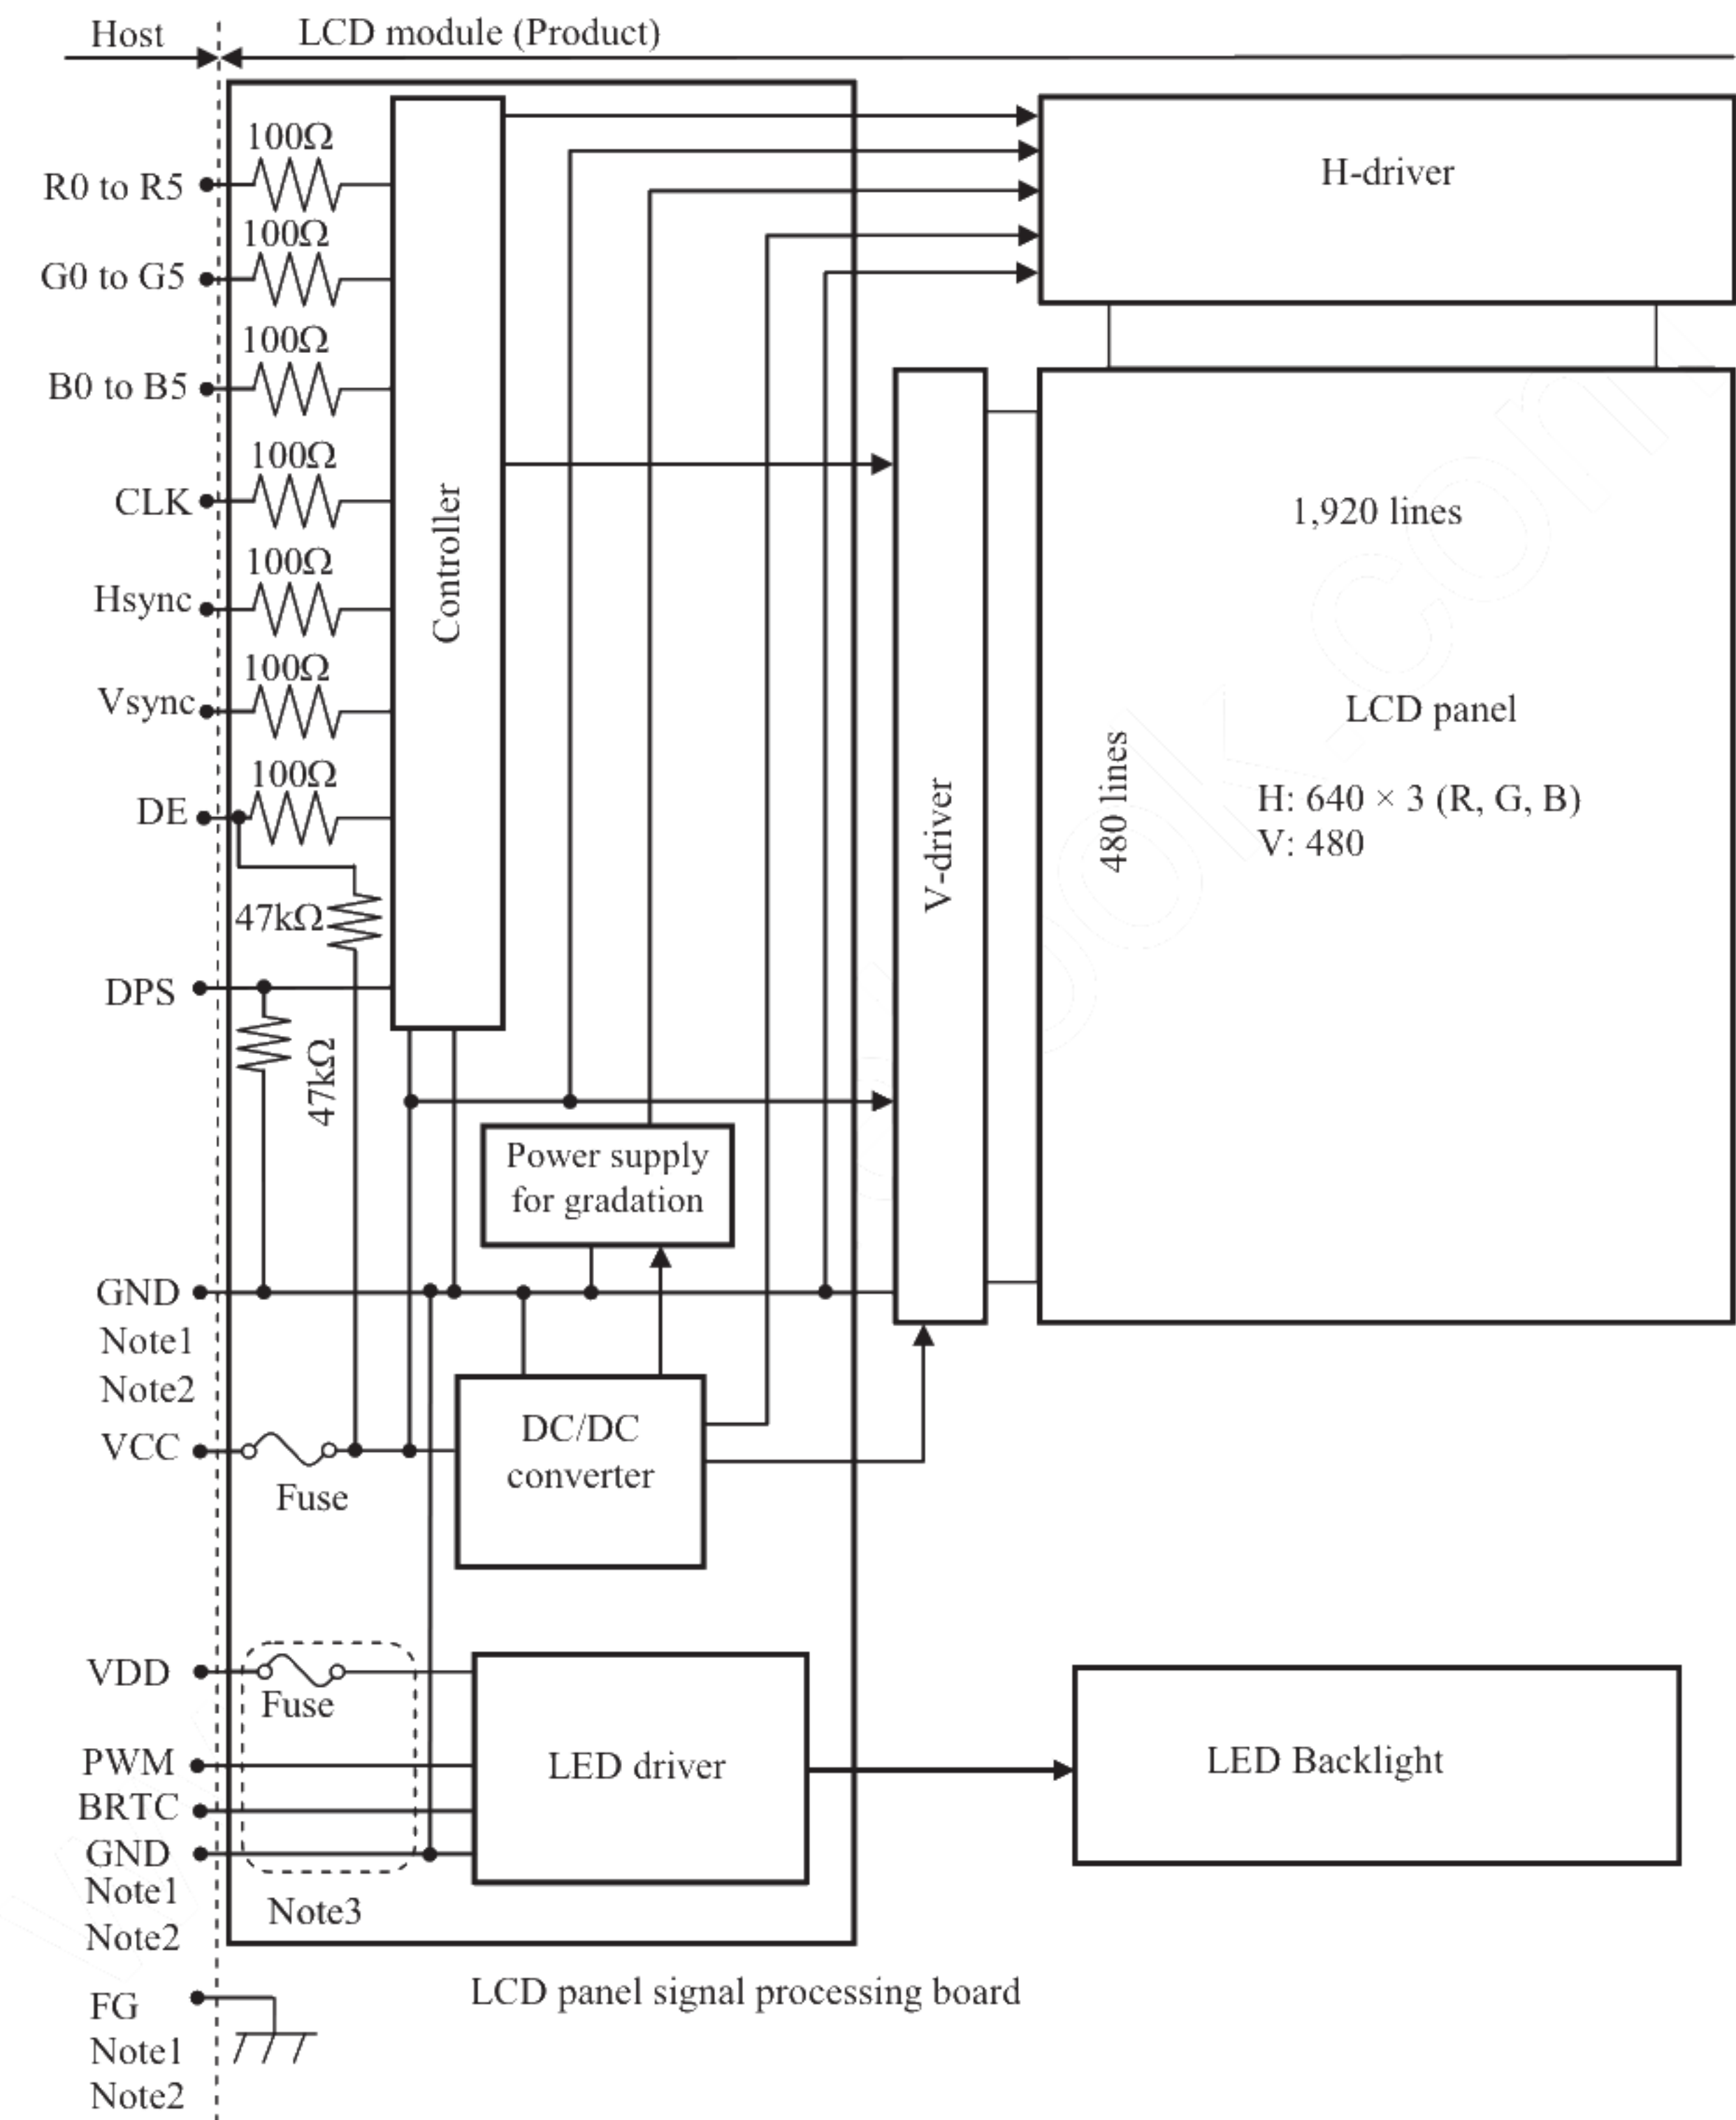 Host
LCD module (Product)
100Ω
R0 to R5
100Ω
G0 to G5
100Ω
B0 to B5
100Ω
CLK
100Ω
Hsync
100Ω
Vsync
100Ω
DE
47kΩ
DPS
47kΩ
GND
Note1
Note2
VCC
Fuse
VDD
Fuse
PWM
BRTC
GND
Note1
Note2
Note3
FG
Note1
Note2
Controller
H-driver
V-driver
1,920 lines
480 lines
LCD panel
H: 640 × 3 (R, G, B)
V: 480
Power supply
for gradation
DC/DC
converter
LED driver
LED Backlight
LCD panel signal processing board